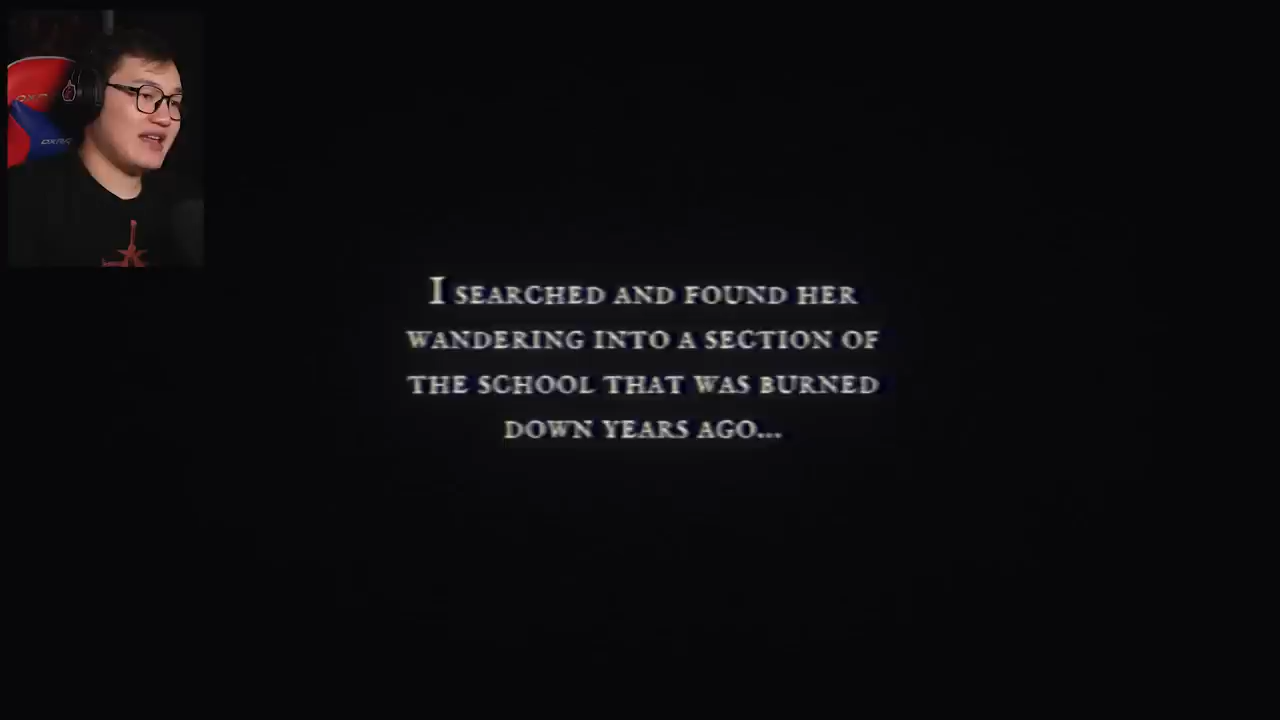 I SEARCHED AND FOUND HER
WANDERING INTO A SECTION OF
THE SCHOOL THAT WAS BURNED
DOWN YEARS AGO...